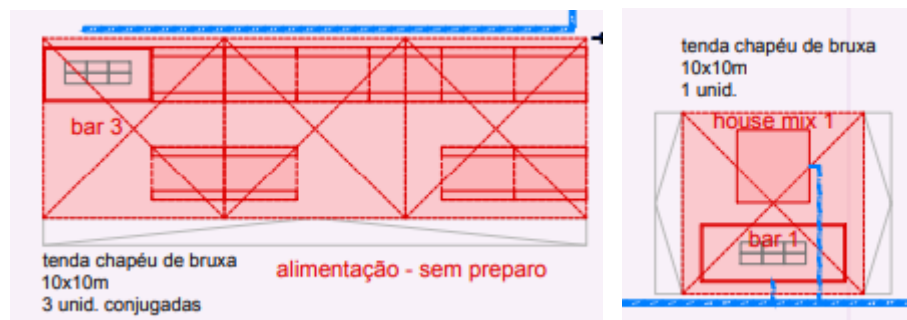 bar 3
tenda chapéu de bruxa
10x10m
3 unid. conjugadas
alimentação - sem preparo
tenda chapéu de bruxa
10x10m
1 unid.
house mix 1
bar 1